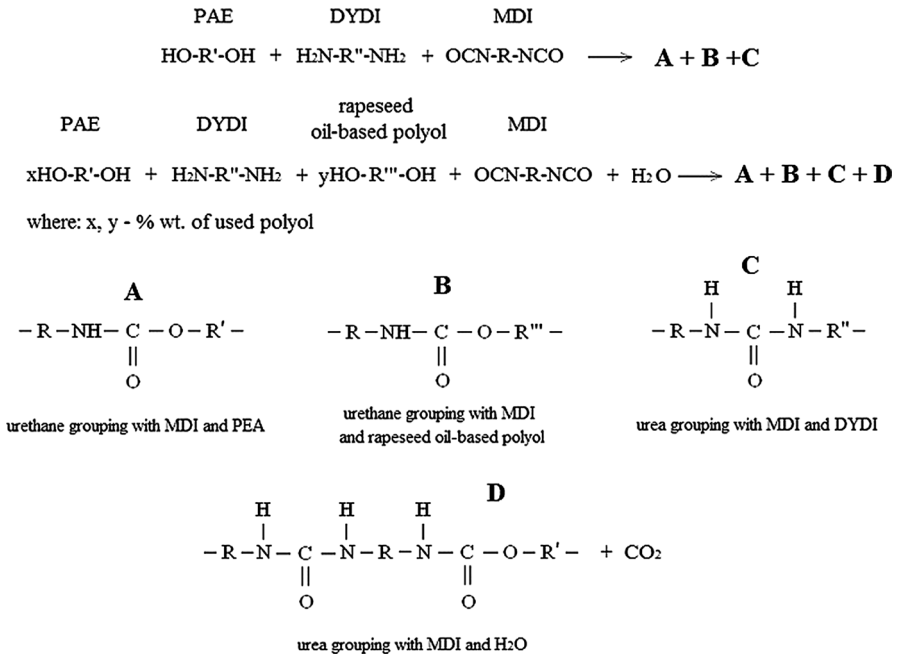 PAE DYDI MDI
HO-R'-OH + H₂N-R"-NH₂ + OCN-R-NCO ⟶ A + B +C
rapeseed
PAE DYDI oil-based polyol MDI
xHO-R'-OH + H₂N-R"-NH₂ + yHO-R'"-OH + OCN-R-NCO + H₂O ⟶ A + B + C + D
where: x, y - % wt. of used polyol
A
– R – NH – C – O – R' –
||
O
urethane grouping with MDI and PEA
B
– R – NH – C – O – R'" –
||
O
urethane grouping with MDI
and rapeseed oil-based polyol
C
H H
| |
– R – N – C – N – R" –
||
O
urea grouping with MDI and DYDI
D
H H H
| | |
– R – N – C – N – R – N – C – O – R' – + CO₂
|| ||
O O
urea grouping with MDI and H₂O